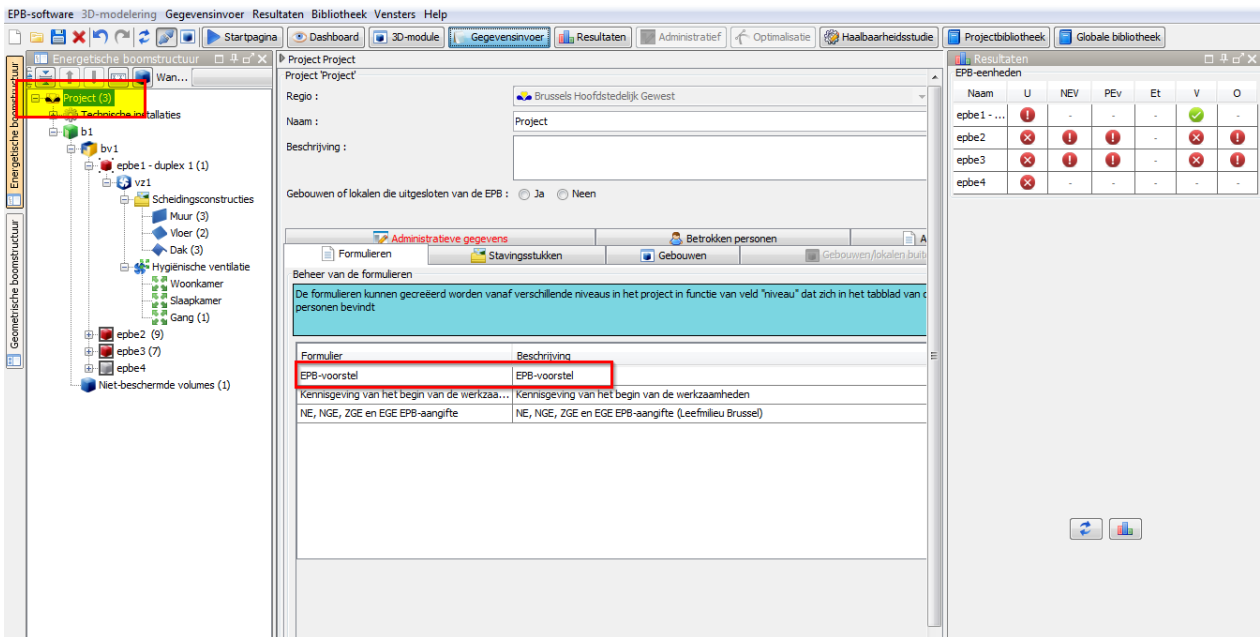 EPB-software 3D-modelering Gegevensinvoer Resultaten Bibliotheek Vensters Help
Startpagina Dashboard 3D-module Gegevensinvoer Resultaten Administratief Optimalisatie Haalbaarheidsstudie Projectbibliotheek Globale bibliotheek
Energetische boomstructuur
Geometrische boomstructuur
Energetische boomstructuur
Wan...
Project (3)
Technische installaties
b1
bv1
epbe1 - duplex 1 (1)
vz1
Scheidingsconstructies
Muur (3)
Vloer (2)
Dak (3)
Hygiënische ventilatie
Woonkamer
Slaapkamer
Gang (1)
epbe2 (9)
epbe3 (7)
epbe4
Niet-beschermde volumes (1)
Project Project
Project 'Project'
Regio : Brussels Hoofdstedelijk Gewest
Naam : Project
Beschrijving :
Gebouwen of lokalen die uitgesloten van de EPB : Ja Neen
Administratieve gegevens Betrokken personen A
Formulieren Stavingsstukken Gebouwen Gebouwen/lokalen buit
Beheer van de formulieren
De formulieren kunnen gecreëerd worden vanaf verschillende niveaus in het project in functie van veld "niveau" dat zich in het tabblad van
personen bevindt
Formulier Beschrijving
EPB-voorstel EPB-voorstel
Kennisgeving van het begin van de werkzaa... Kennisgeving van het begin van de werkzaamheden
NE, NGE, ZGE en EGE EPB-aangifte NE, NGE, ZGE en EGE EPB-aangifte (Leefmilieu Brussel)
Resultaten
EPB-eenheden
Naam U NEV PEv Et V O
epbe1 - ... - - - -
epbe2 -
epbe3 -
epbe4 - - - - -